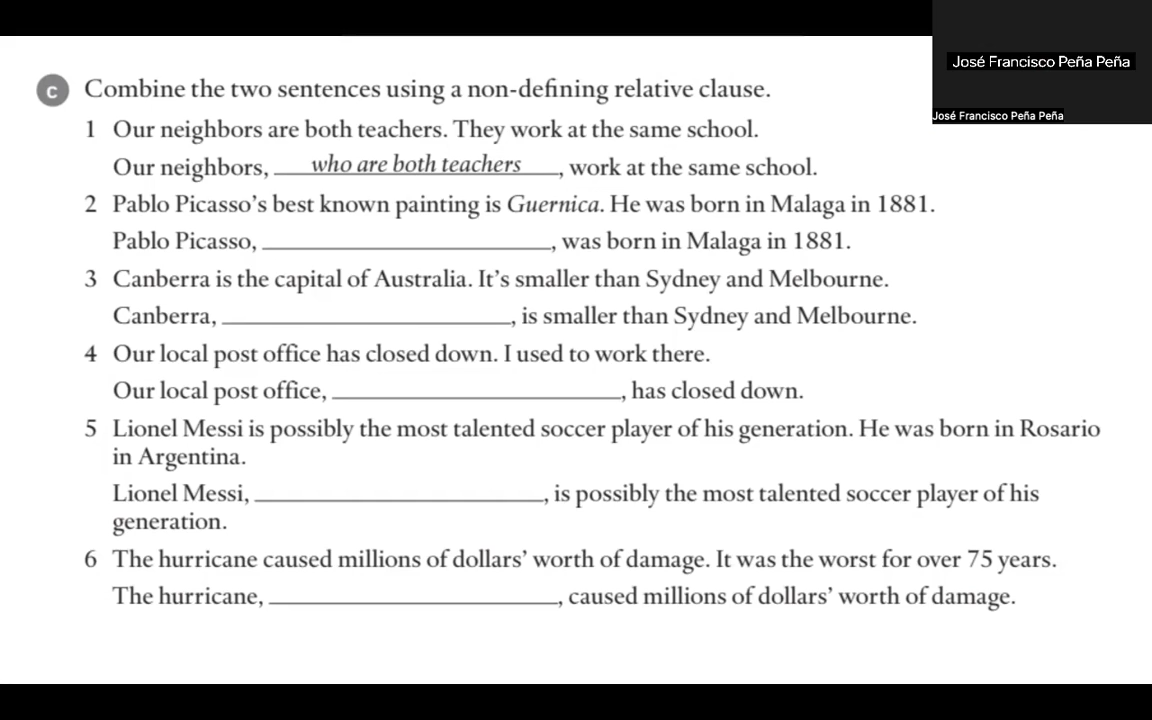 José Francisco Peña Peña
José Francisco Peña Peña
C Combine the two sentences using a non-defining relative clause.
1 Our neighbors are both teachers. They work at the same school.
Our neighbors, who are both teachers, work at the same school.
2 Pablo Picasso’s best known painting is Guernica. He was born in Malaga in 1881.
Pablo Picasso, ____________________, was born in Malaga in 1881.
3 Canberra is the capital of Australia. It’s smaller than Sydney and Melbourne.
Canberra, ____________________, is smaller than Sydney and Melbourne.
4 Our local post office has closed down. I used to work there.
Our local post office, ____________________, has closed down.
5 Lionel Messi is possibly the most talented soccer player of his generation. He was born in Rosario
in Argentina.
Lionel Messi, ____________________, is possibly the most talented soccer player of his
generation.
6 The hurricane caused millions of dollars’ worth of damage. It was the worst for over 75 years.
The hurricane, ____________________, caused millions of dollars’ worth of damage.